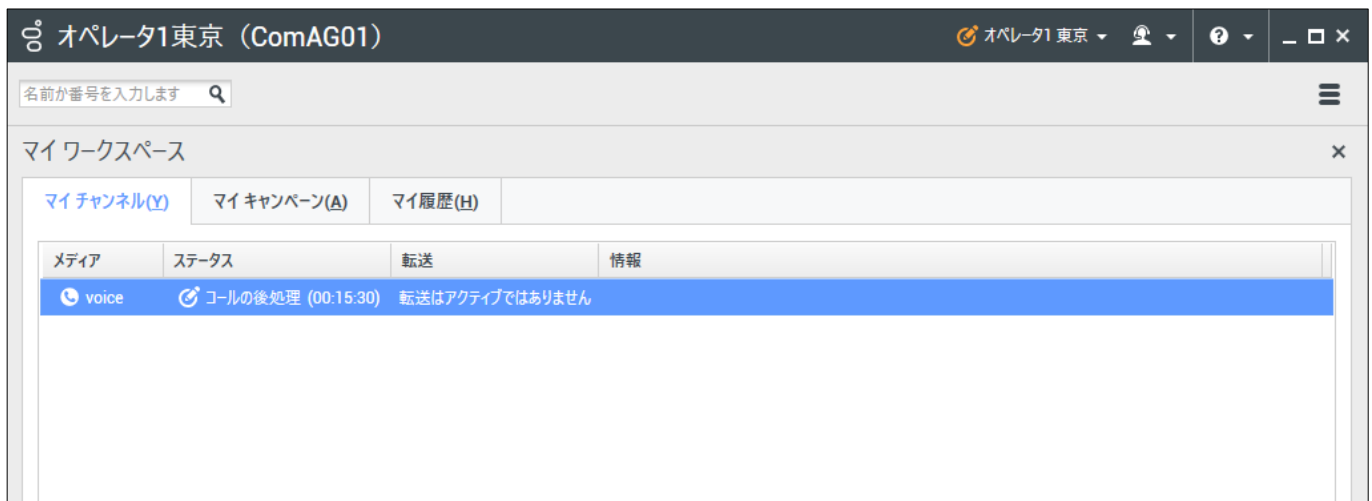 オペレータ1東京（ComAG01） オペレータ1 東京
名前か番号を入力します
マイ ワークスペース
マイ チャンネル(Y) マイ キャンペーン(A) マイ履歴(H)
メディア ステータス 転送 情報
voice コールの後処理 (00:15:30) 転送はアクティブではありません